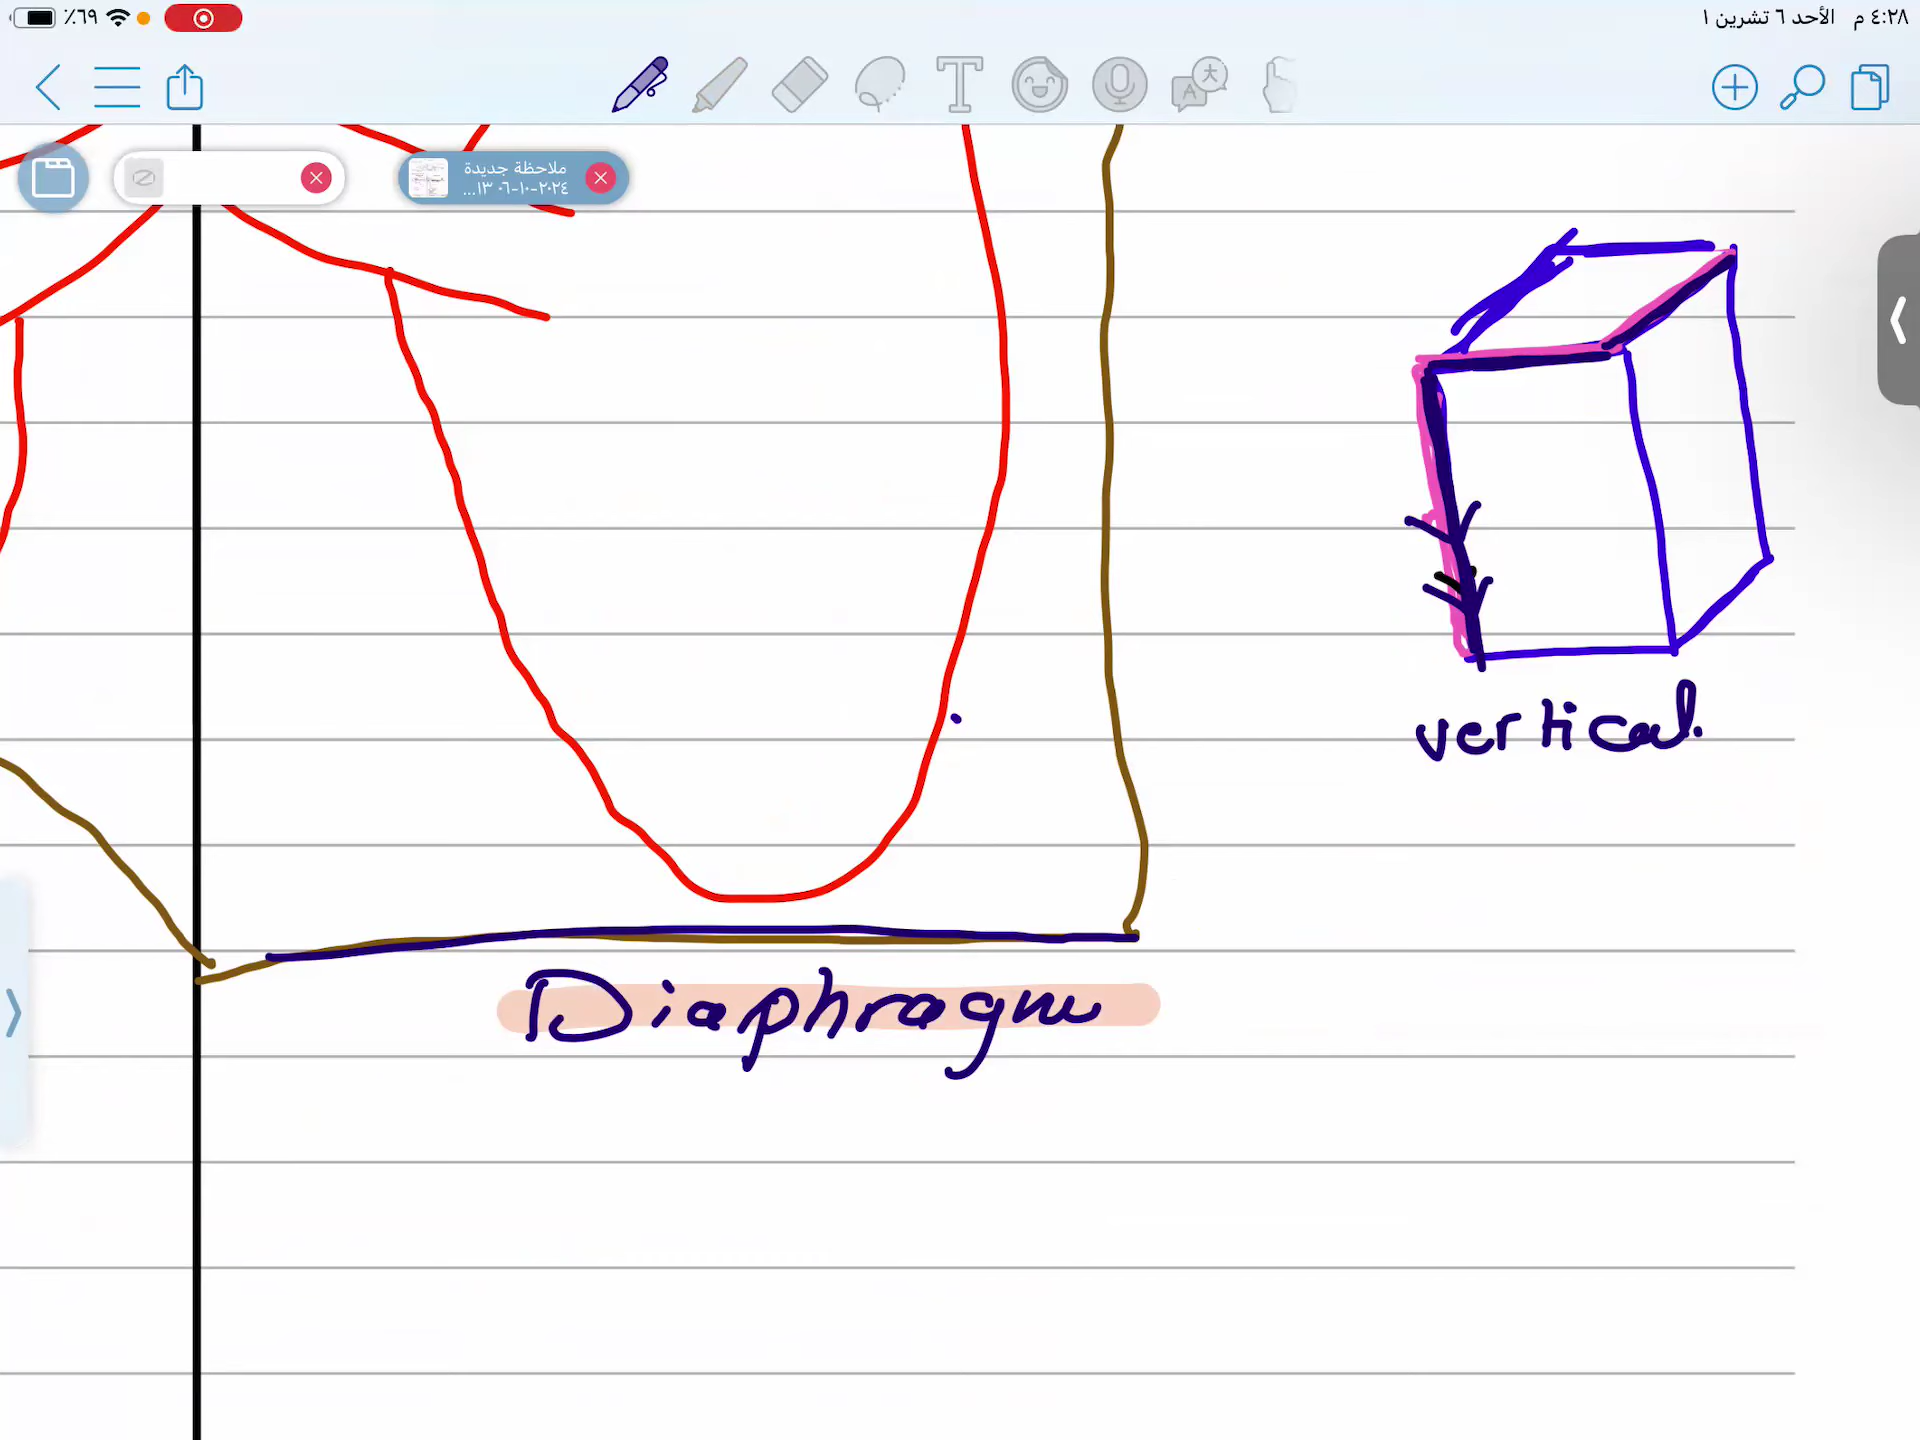 ٪٦٩
الأحد ٦ تشرين ١ ٤:٢٨ م
ملاحظة جديدة
٢٠٢٤-١٠-٠٦ ١٣...
vertical.
Diaphragm